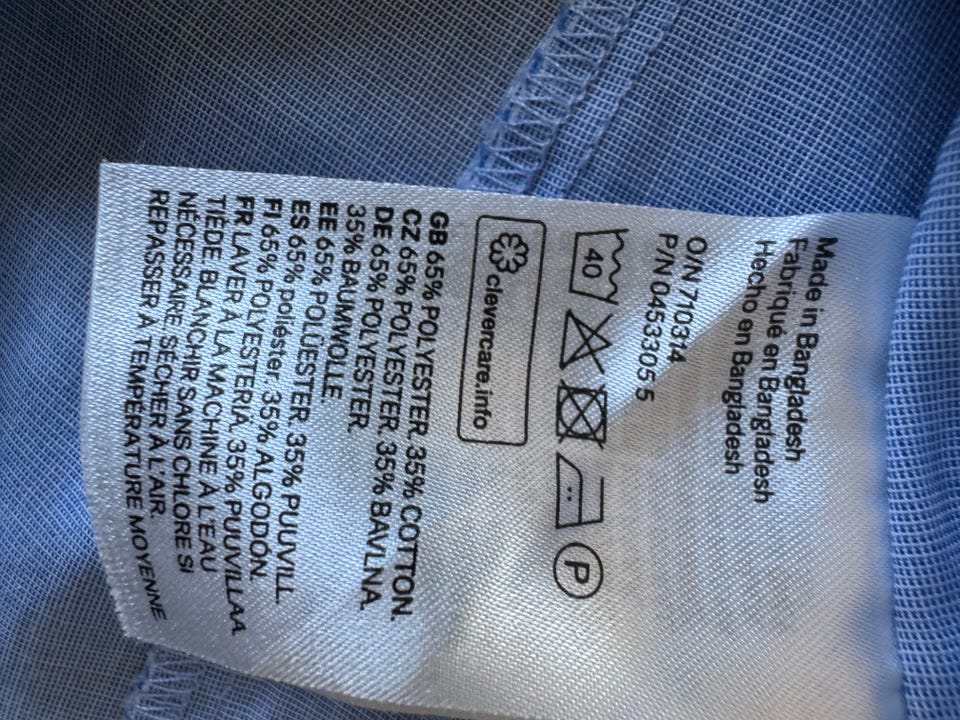 Made in Bangladesh
Fabriqué en Bangladesh
Hecho en Bangladesh
O/N 710314
P/N 0453305 5
40
P
clevercare.info
GB 65% POLYESTER. 35% COTTON.
CZ 65% POLYESTER. 35% BAVLNA.
DE 65% POLYESTER.
35% BAUMWOLLE
EE 65% POLÜESTER. 35% PUUVILL.
ES 65% poliéster. 35% ALGODÓN.
FI 65% POLYESTERIÄ, 35% PUUVILLAA
FR LAVER À LA MACHINE À L'EAU
TIÈDE BLANCHIR SANS CHLORE SI
NÉCESSAIRE. SÉCHER À L'AIR.
REPASSER À TEMPÉRATURE MOYENNE